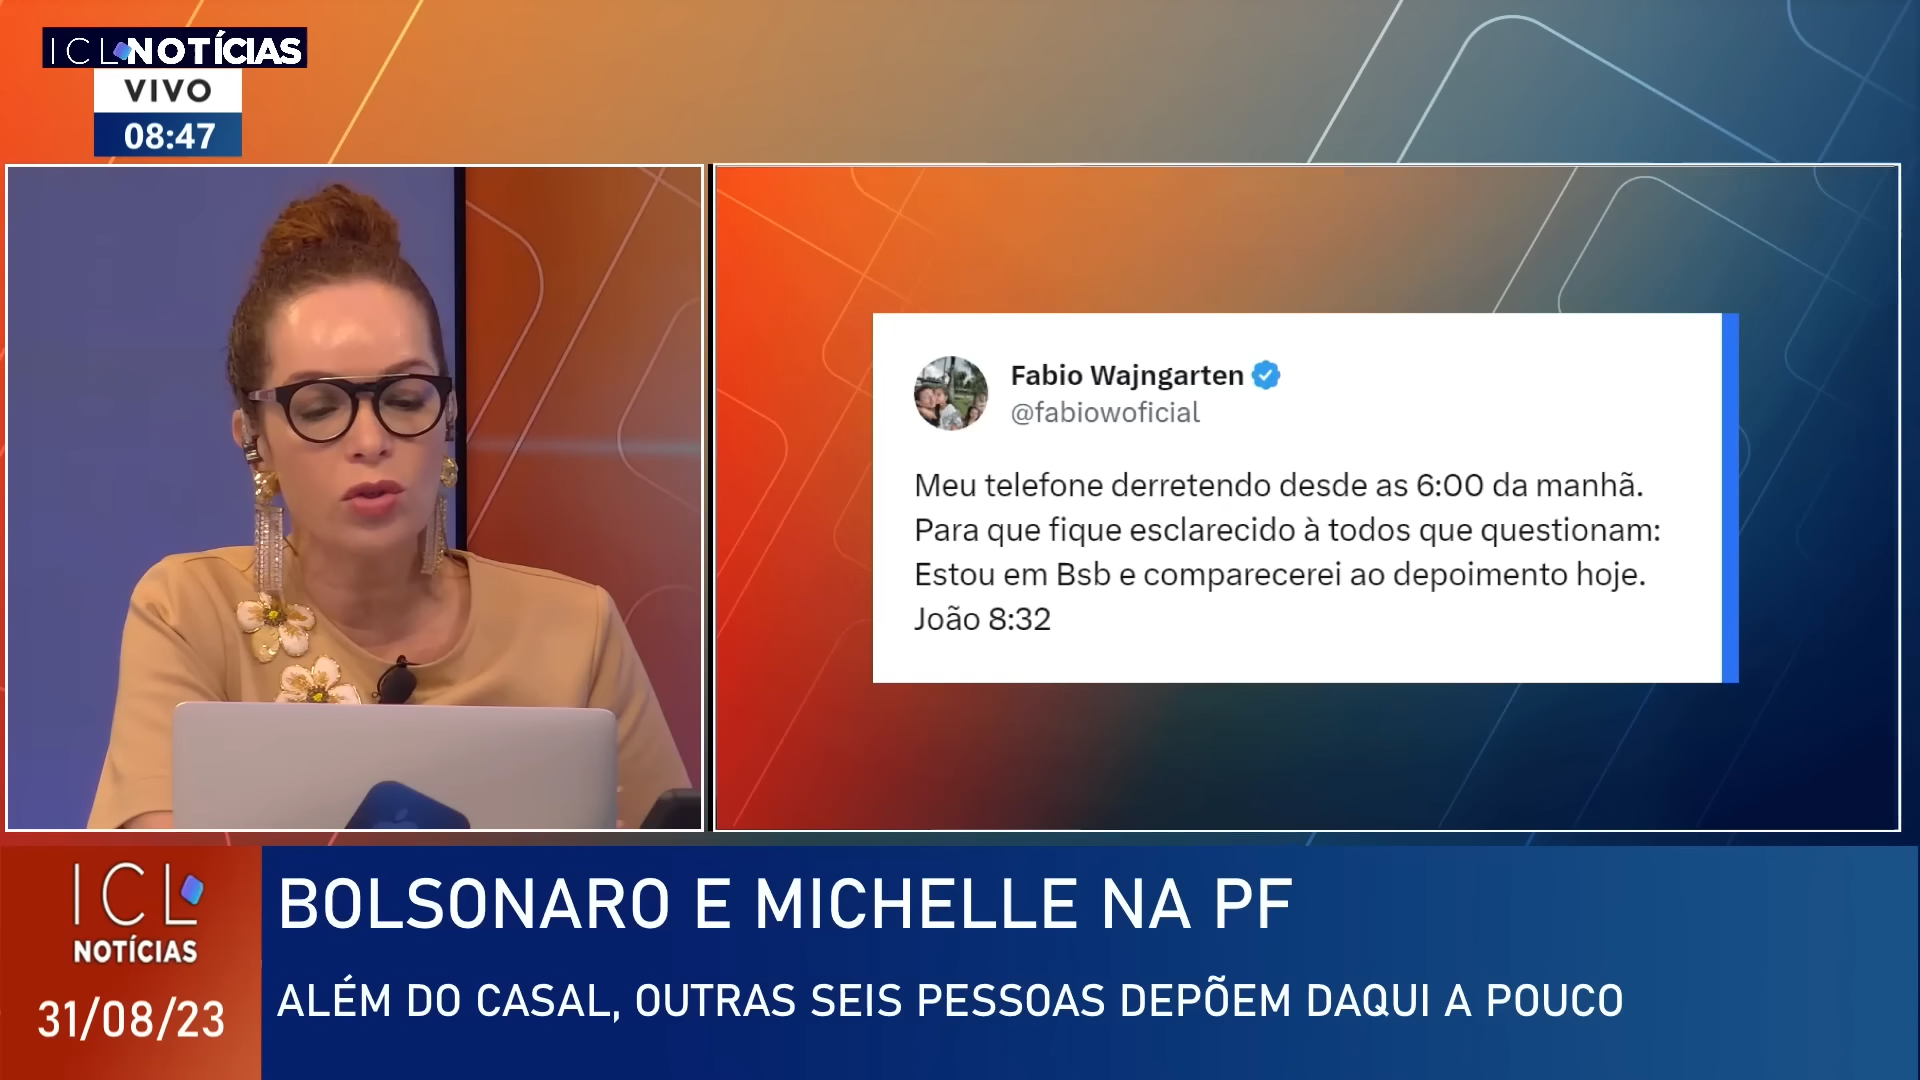 ICL NOTÍCIAS
VIVO
08:47
Fabio Wajngarten
@fabiowoficial
Meu telefone derretendo desde as 6:00 da manhã.
Para que fique esclarecido à todos que questionam:
Estou em Bsb e comparecerei ao depoimento hoje.
João 8:32
ICL
NOTÍCIAS
31/08/23
BOLSONARO E MICHELLE NA PF
ALÉM DO CASAL, OUTRAS SEIS PESSOAS DEPÕEM DAQUI A POUCO